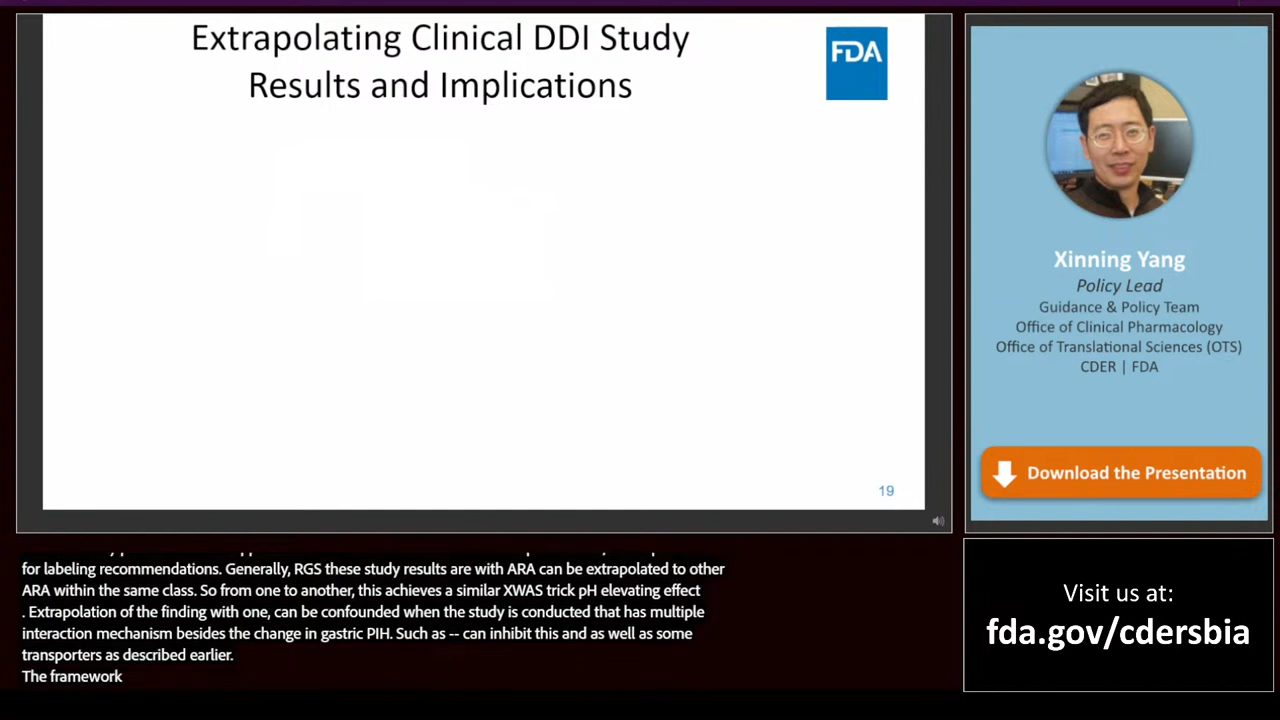 Extrapolating Clinical DDI Study
Results and Implications
FDA
19
Xinning Yang
Policy Lead
Guidance & Policy Team
Office of Clinical Pharmacology
Office of Translational Sciences (OTS)
CDER | FDA
Download the Presentation
for labeling recommendations. Generally, RGS these study results are with ARA can be extrapolated to other
ARA within the same class. So from one to another, this achieves a similar XWAS trick pH elevating effect
. Extrapolation of the finding with one, can be confounded when the study is conducted that has multiple
interaction mechanism besides the change in gastric PIH. Such as -- can inhibit this and as well as some
transporters as described earlier.
The framework
Visit us at:
fda.gov/cdersbia